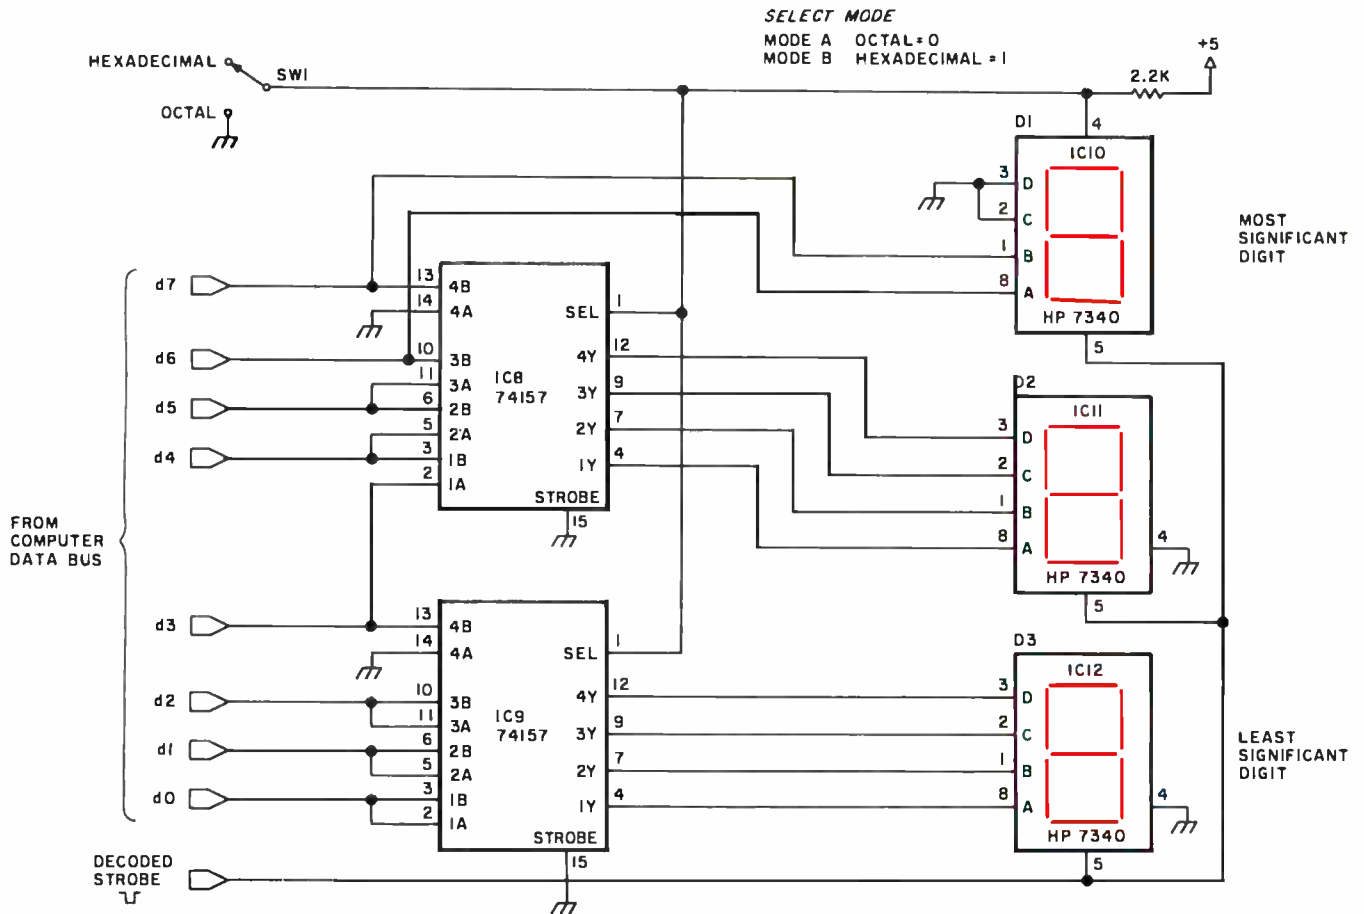 SELECT MODE
MODE A OCTAL=0
MODE B HEXADECIMAL=1
HEXADECIMAL
SW1
OCTAL
+5
2.2K
D1
4
IC10
3 D
2 C
1 B
8 A
HP 7340
5
MOST
SIGNIFICANT
DIGIT
d7
13 4B
14 4A
SEL 1
d6
10 3B
11 3A
d5
6 2B
5 2A
d4
3 1B
2 1A
IC8
74157
4Y 12
3Y 9
2Y 7
1Y 4
STROBE
15
D2
IC11
3 D
2 C
1 B
8 A
4
HP 7340
5
FROM
COMPUTER
DATA BUS
d3
13 4B
14 4A
SEL 1
d2
10 3B
11 3A
d1
6 2B
5 2A
d0
3 1B
2 1A
IC9
74157
4Y 12
3Y 9
2Y 7
1Y 4
STROBE
15
D3
IC12
3 D
2 C
1 B
8 A
4
HP 7340
5
LEAST
SIGNIFICANT
DIGIT
DECODED
STROBE